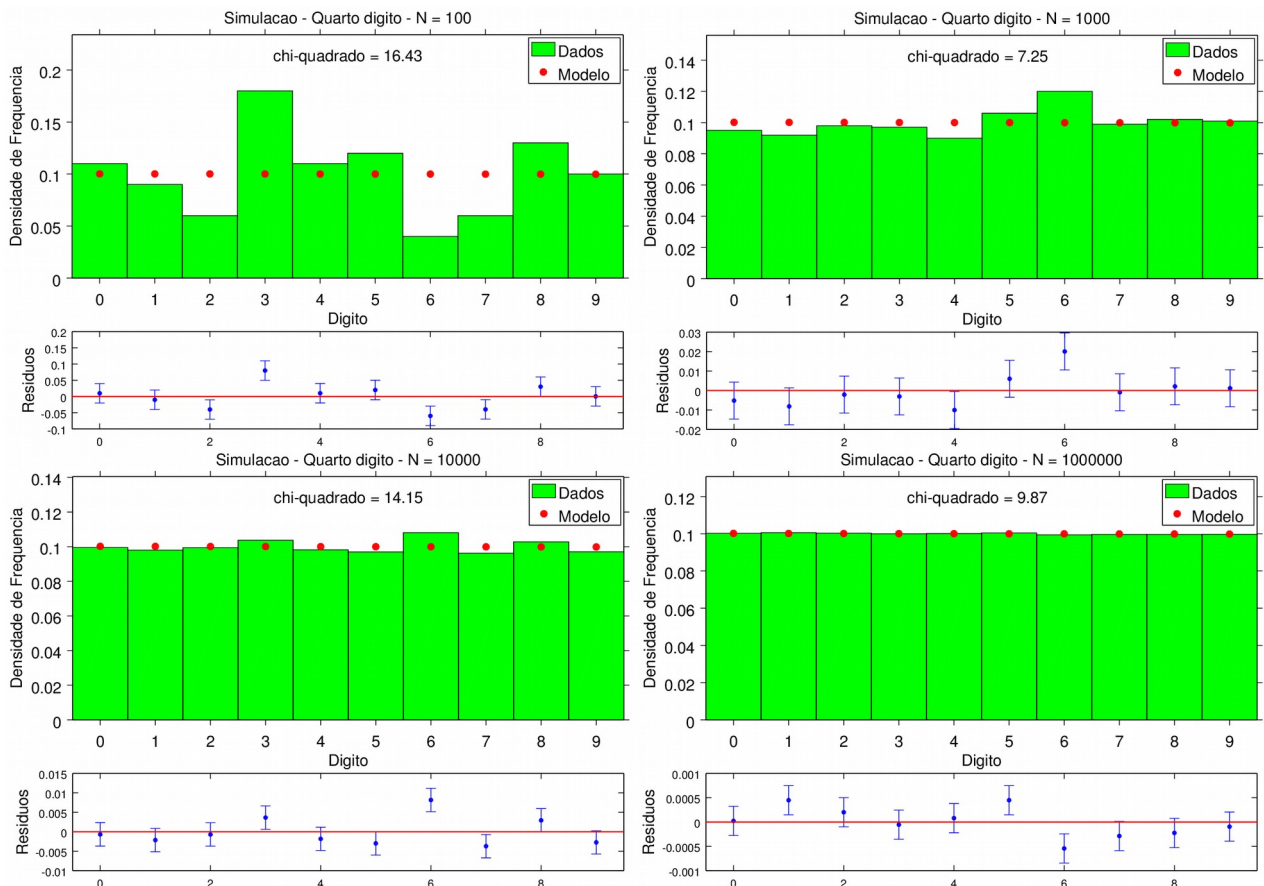 Simulacao - Quarto digito - N = 100
chi-quadrado = 16.43
Dados
Modelo
Densidade de Frequencia
0.2
0.15
0.1
0.05
0
0 1 2 3 4 5 6 7 8 9
Digito
Residuos
0.2
0.15
0.1
0.05
0
-0.05
-0.1
0 2 4 6 8
Simulacao - Quarto digito - N = 1000
chi-quadrado = 7.25
Dados
Modelo
Densidade de Frequencia
0.14
0.12
0.1
0.08
0.06
0.04
0.02
0
0 1 2 3 4 5 6 7 8 9
Digito
Residuos
0.03
0.02
0.01
0
-0.01
-0.02
0 2 4 6 8
Simulacao - Quarto digito - N = 10000
chi-quadrado = 14.15
Dados
Modelo
Densidade de Frequencia
0.14
0.12
0.1
0.08
0.06
0.04
0.02
0
0 1 2 3 4 5 6 7 8 9
Digito
Residuos
0.015
0.01
0.005
0
-0.005
-0.01
0 2 4 6 8
Simulacao - Quarto digito - N = 1000000
chi-quadrado = 9.87
Dados
Modelo
Densidade de Frequencia
0.12
0.1
0.08
0.06
0.04
0.02
0
0 1 2 3 4 5 6 7 8 9
Digito
Residuos
0.001
0.0005
0
-0.0005
-0.001
0 2 4 6 8